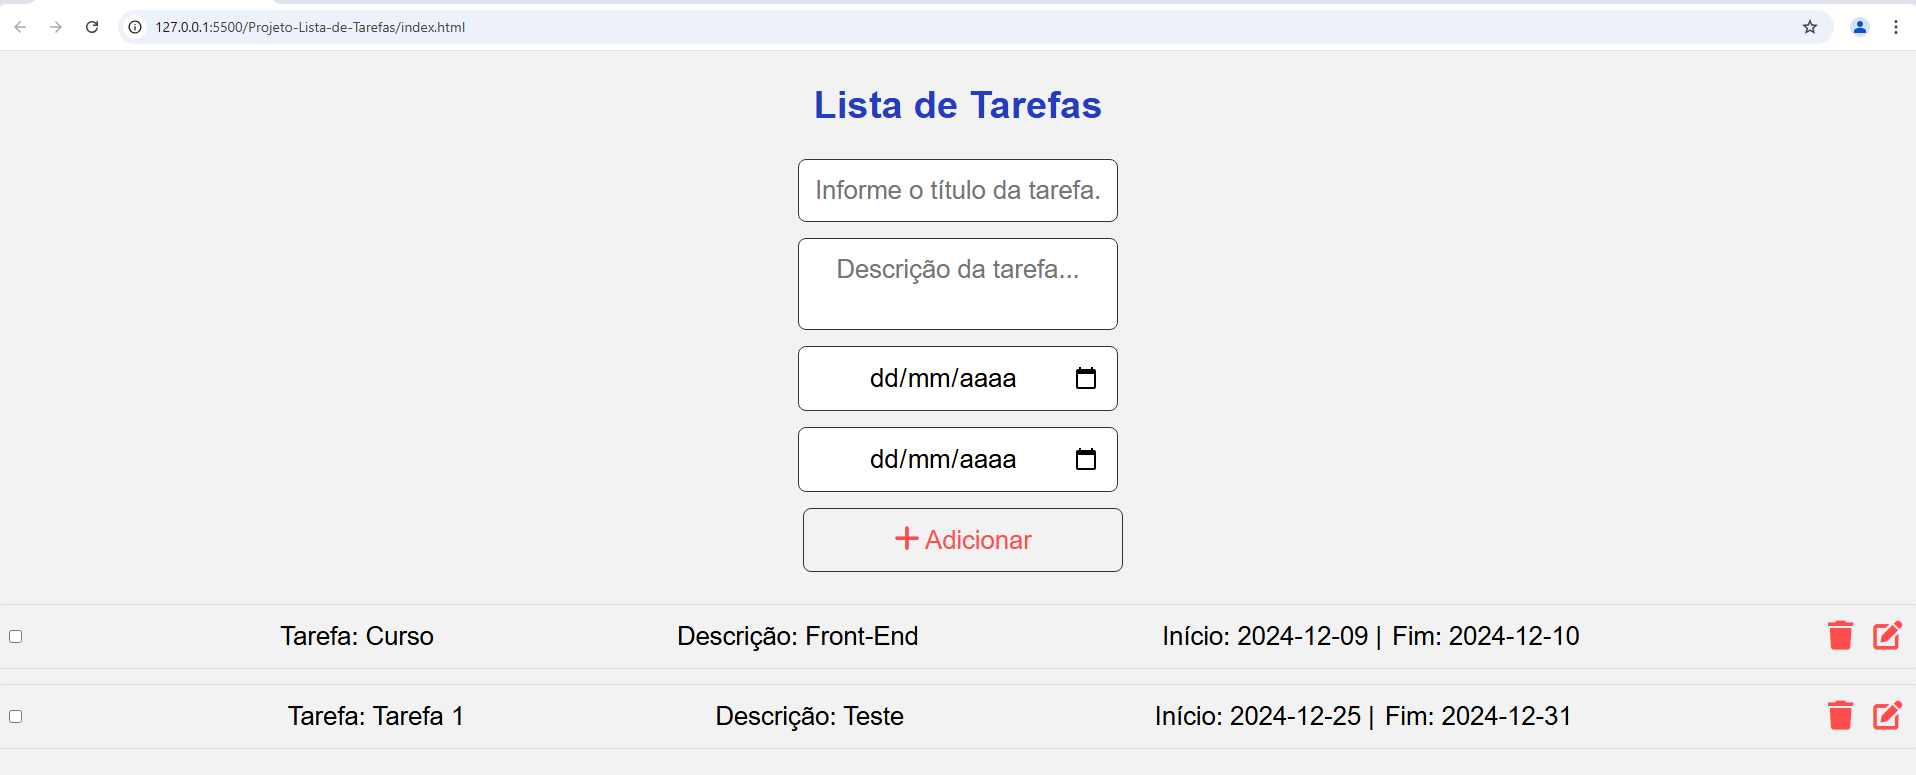 127.0.0.1:5500/Projeto-Lista-de-Tarefas/index.html
Lista de Tarefas
Informe o título da tarefa.
Descrição da tarefa...
dd/mm/aaaa
dd/mm/aaaa
Adicionar
Tarefa: Curso Descrição: Front-End Início: 2024-12-09 | Fim: 2024-12-10
Tarefa: Tarefa 1 Descrição: Teste Início: 2024-12-25 | Fim: 2024-12-31